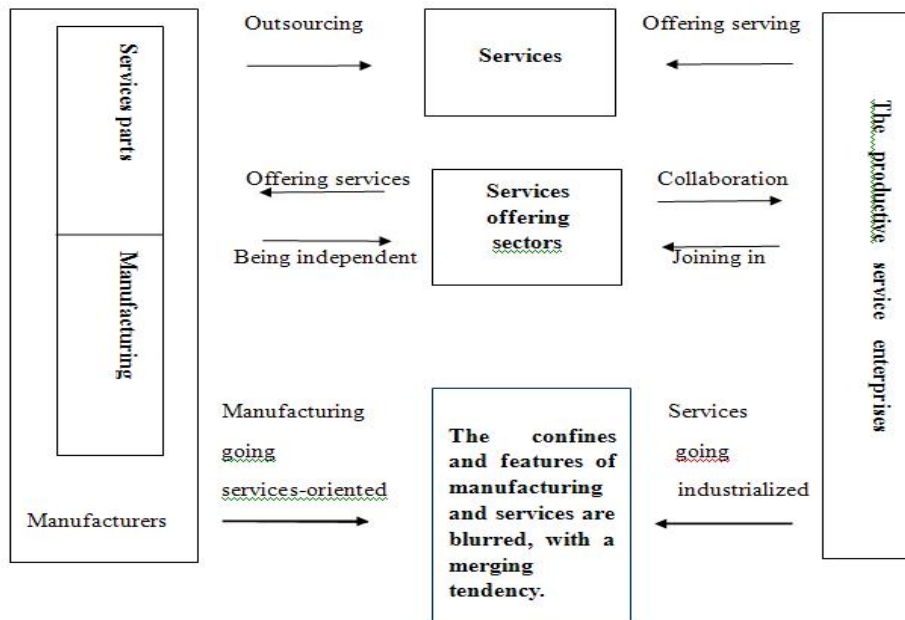 Outsourcing
Services
Offering serving
Services parts
Manufacturing
Manufacturers
Offering services
Being independent
Services
offering
sectors
Collaboration
Joining in
Manufacturing
going
services-oriented
The confines
and features of
manufacturing
and services are
blurred, with a
merging
tendency.
Services
going
industrialized
The productive service enterprises